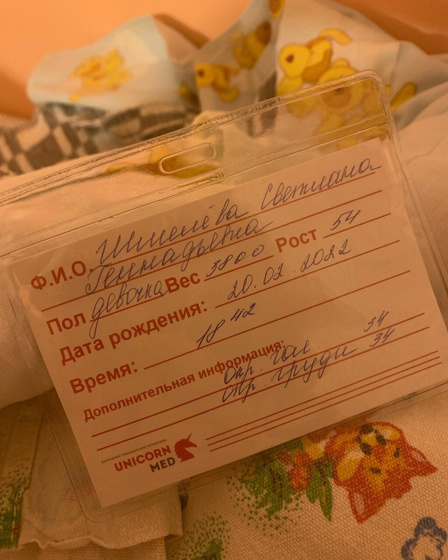 Ф.И.О. Шмелёва Светлана
Геннадьевна
Пол девочка Вес 3800 Рост 54
Дата рождения: 20.02.2022
Время: 18 42
Дополнительная информация:
окр. гол 34
окр. груди 34
UNICORN
MED